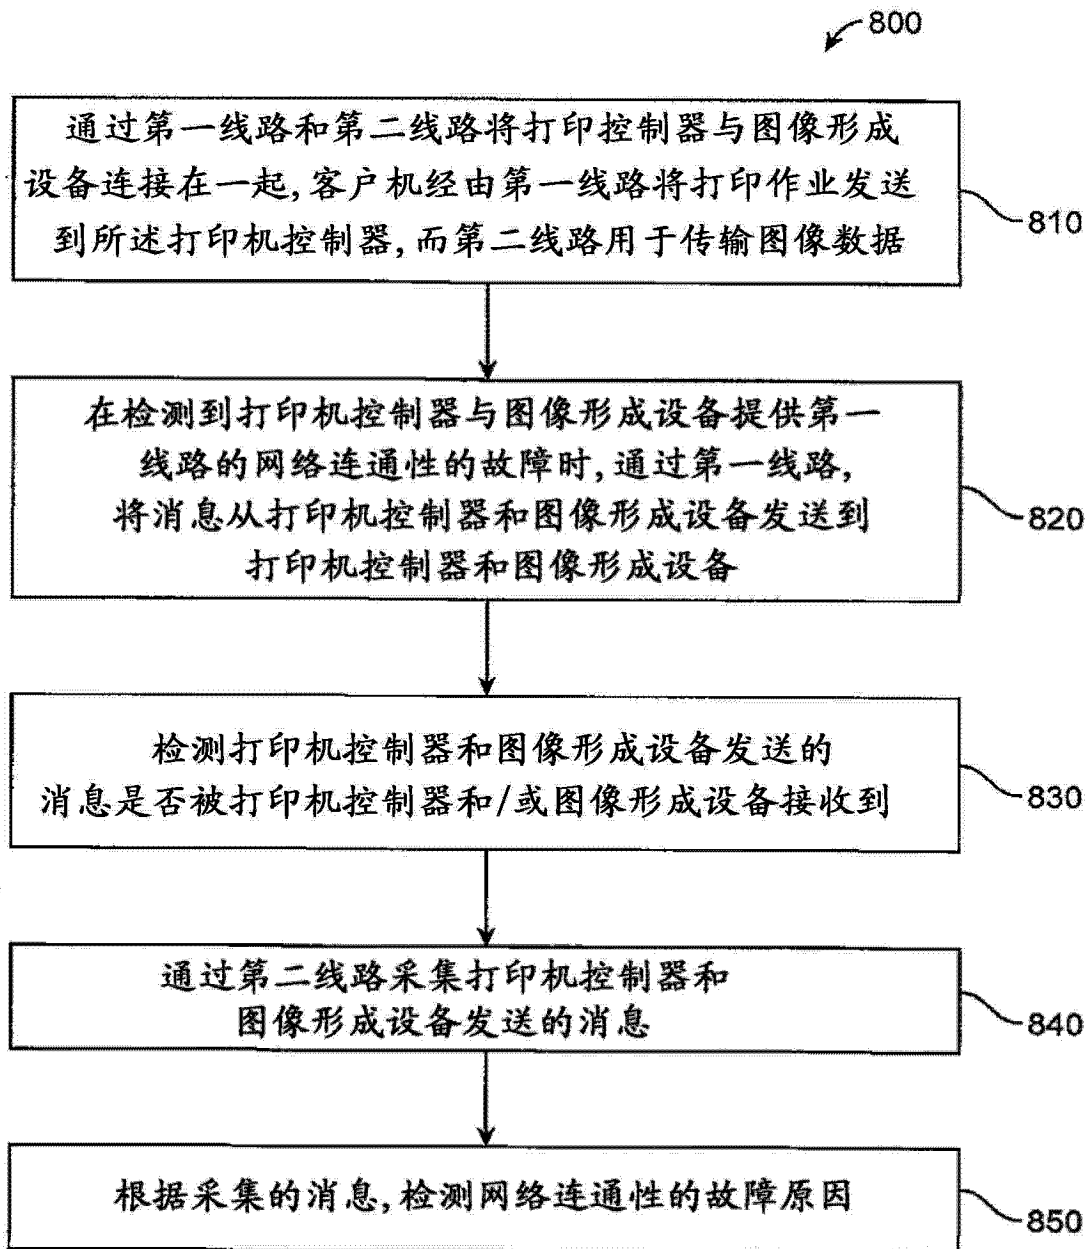 800
通过第一线路和第二线路将打印控制器与图像形成
设备连接在一起,客户机经由第一线路将打印作业发送
到所述打印机控制器,而第二线路用于传输图像数据
810
在检测到打印机控制器与图像形成设备提供第一
线路的网络连通性的故障时,通过第一线路,
将消息从打印机控制器和图像形成设备发送到
打印机控制器和图像形成设备
820
检测打印机控制器和图像形成设备发送的
消息是否被打印机控制器和/或图像形成设备接收到
830
通过第二线路采集打印机控制器和
图像形成设备发送的消息
840
根据采集的消息,检测网络连通性的故障原因
850